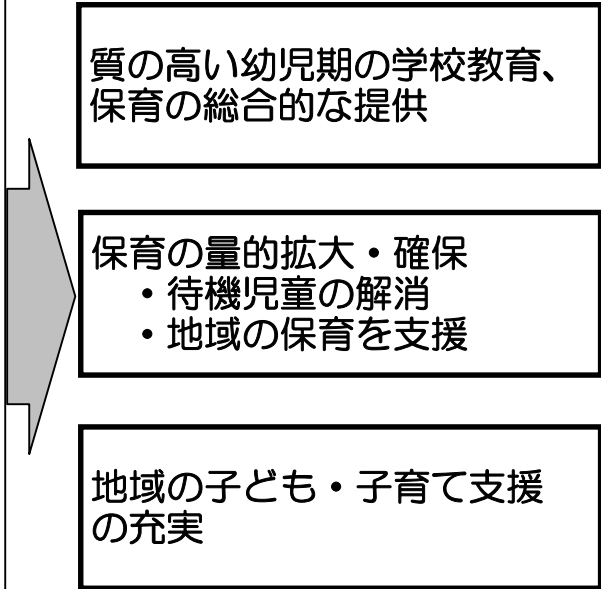 質の高い幼児期の学校教育、
保育の総合的な提供
保育の量的拡大・確保
・待機児童の解消
・地域の保育を支援
地域の子ども・子育て支援
の充実